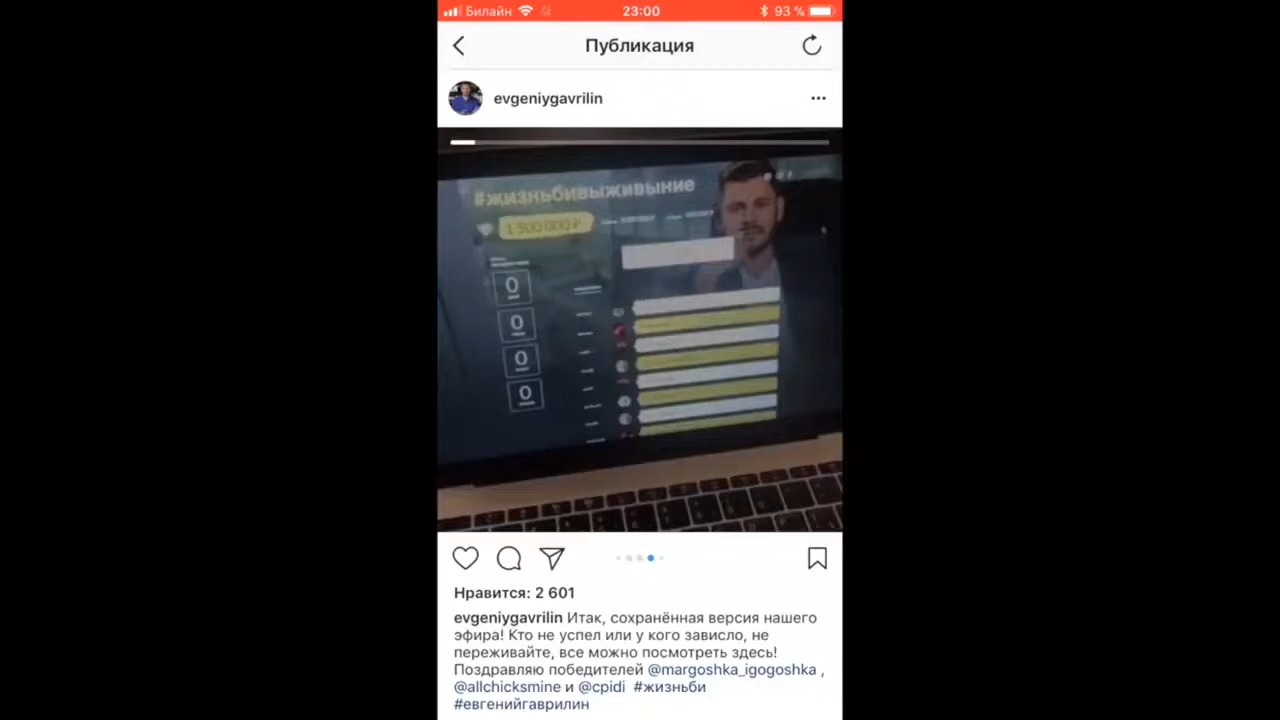 Билайн 23:00 93 %
Публикация
evgeniygavrilin
#жизньбивыживыние
1 500 000 ₽
0
0
0
0
Нравится: 2 601
evgeniygavrilin Итак, сохранённая версия нашего
эфира! Кто не успел или у кого зависло, не
переживайте, все можно посмотреть здесь!
Поздравляю победителей @margoshka_igogoshka ,
@allchicksmine и @cpidi #жизньби
#евгенийгаврилин